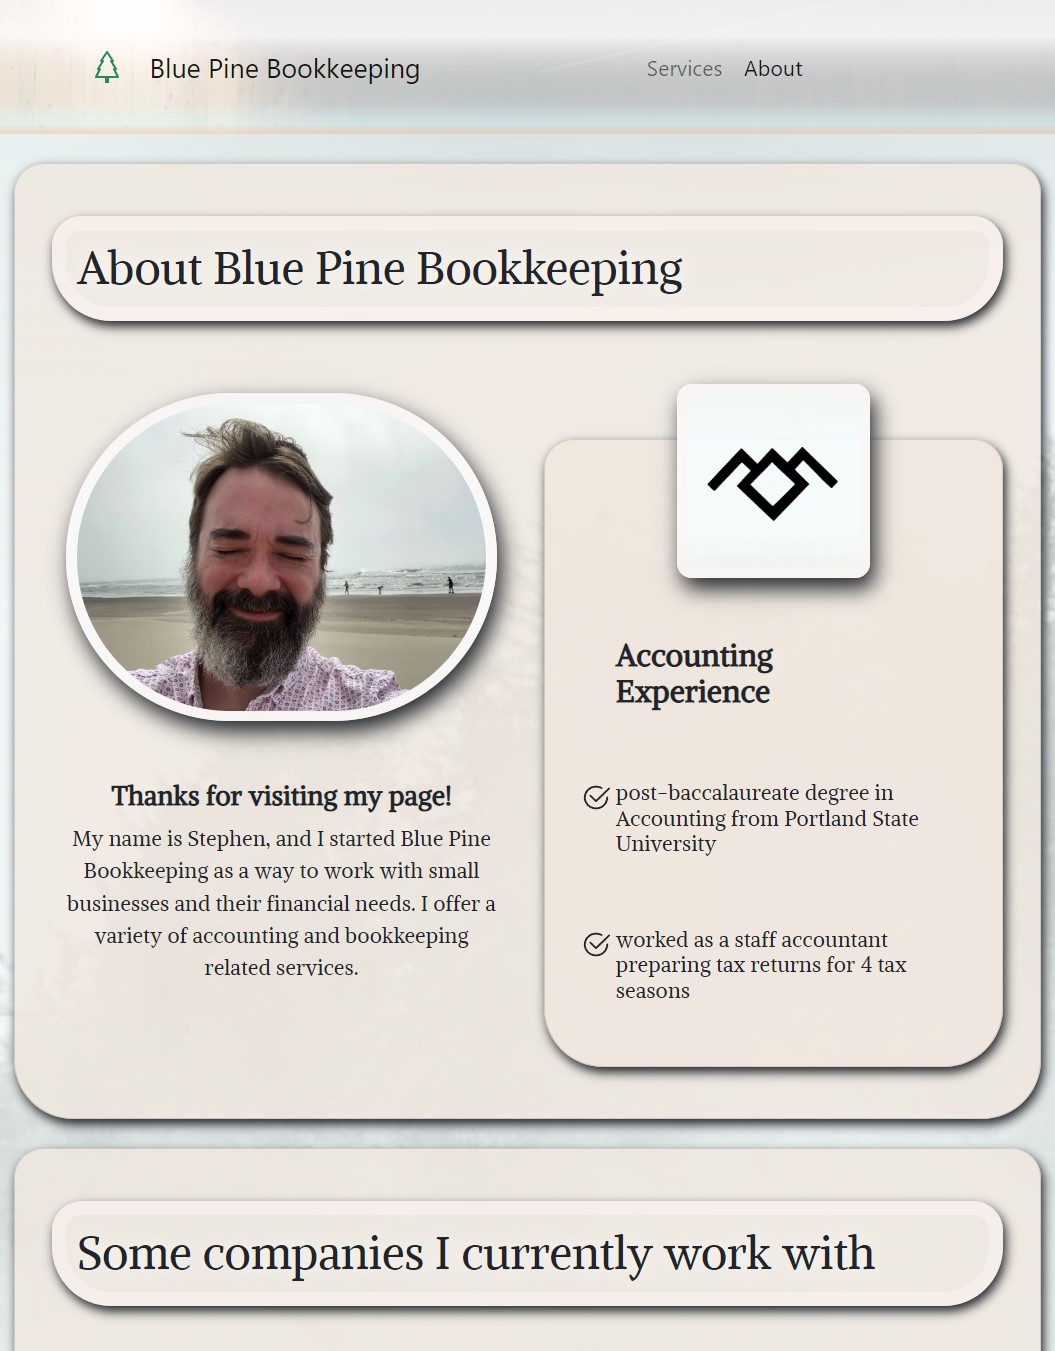 Blue Pine Bookkeeping
Services About
About Blue Pine Bookkeeping
Thanks for visiting my page!
My name is Stephen, and I started Blue Pine
Bookkeeping as a way to work with small
businesses and their financial needs. I offer a
variety of accounting and bookkeeping
related services.
Accounting
Experience
post-baccalaureate degree in
Accounting from Portland State
University
worked as a staff accountant
preparing tax returns for 4 tax
seasons
Some companies I currently work with